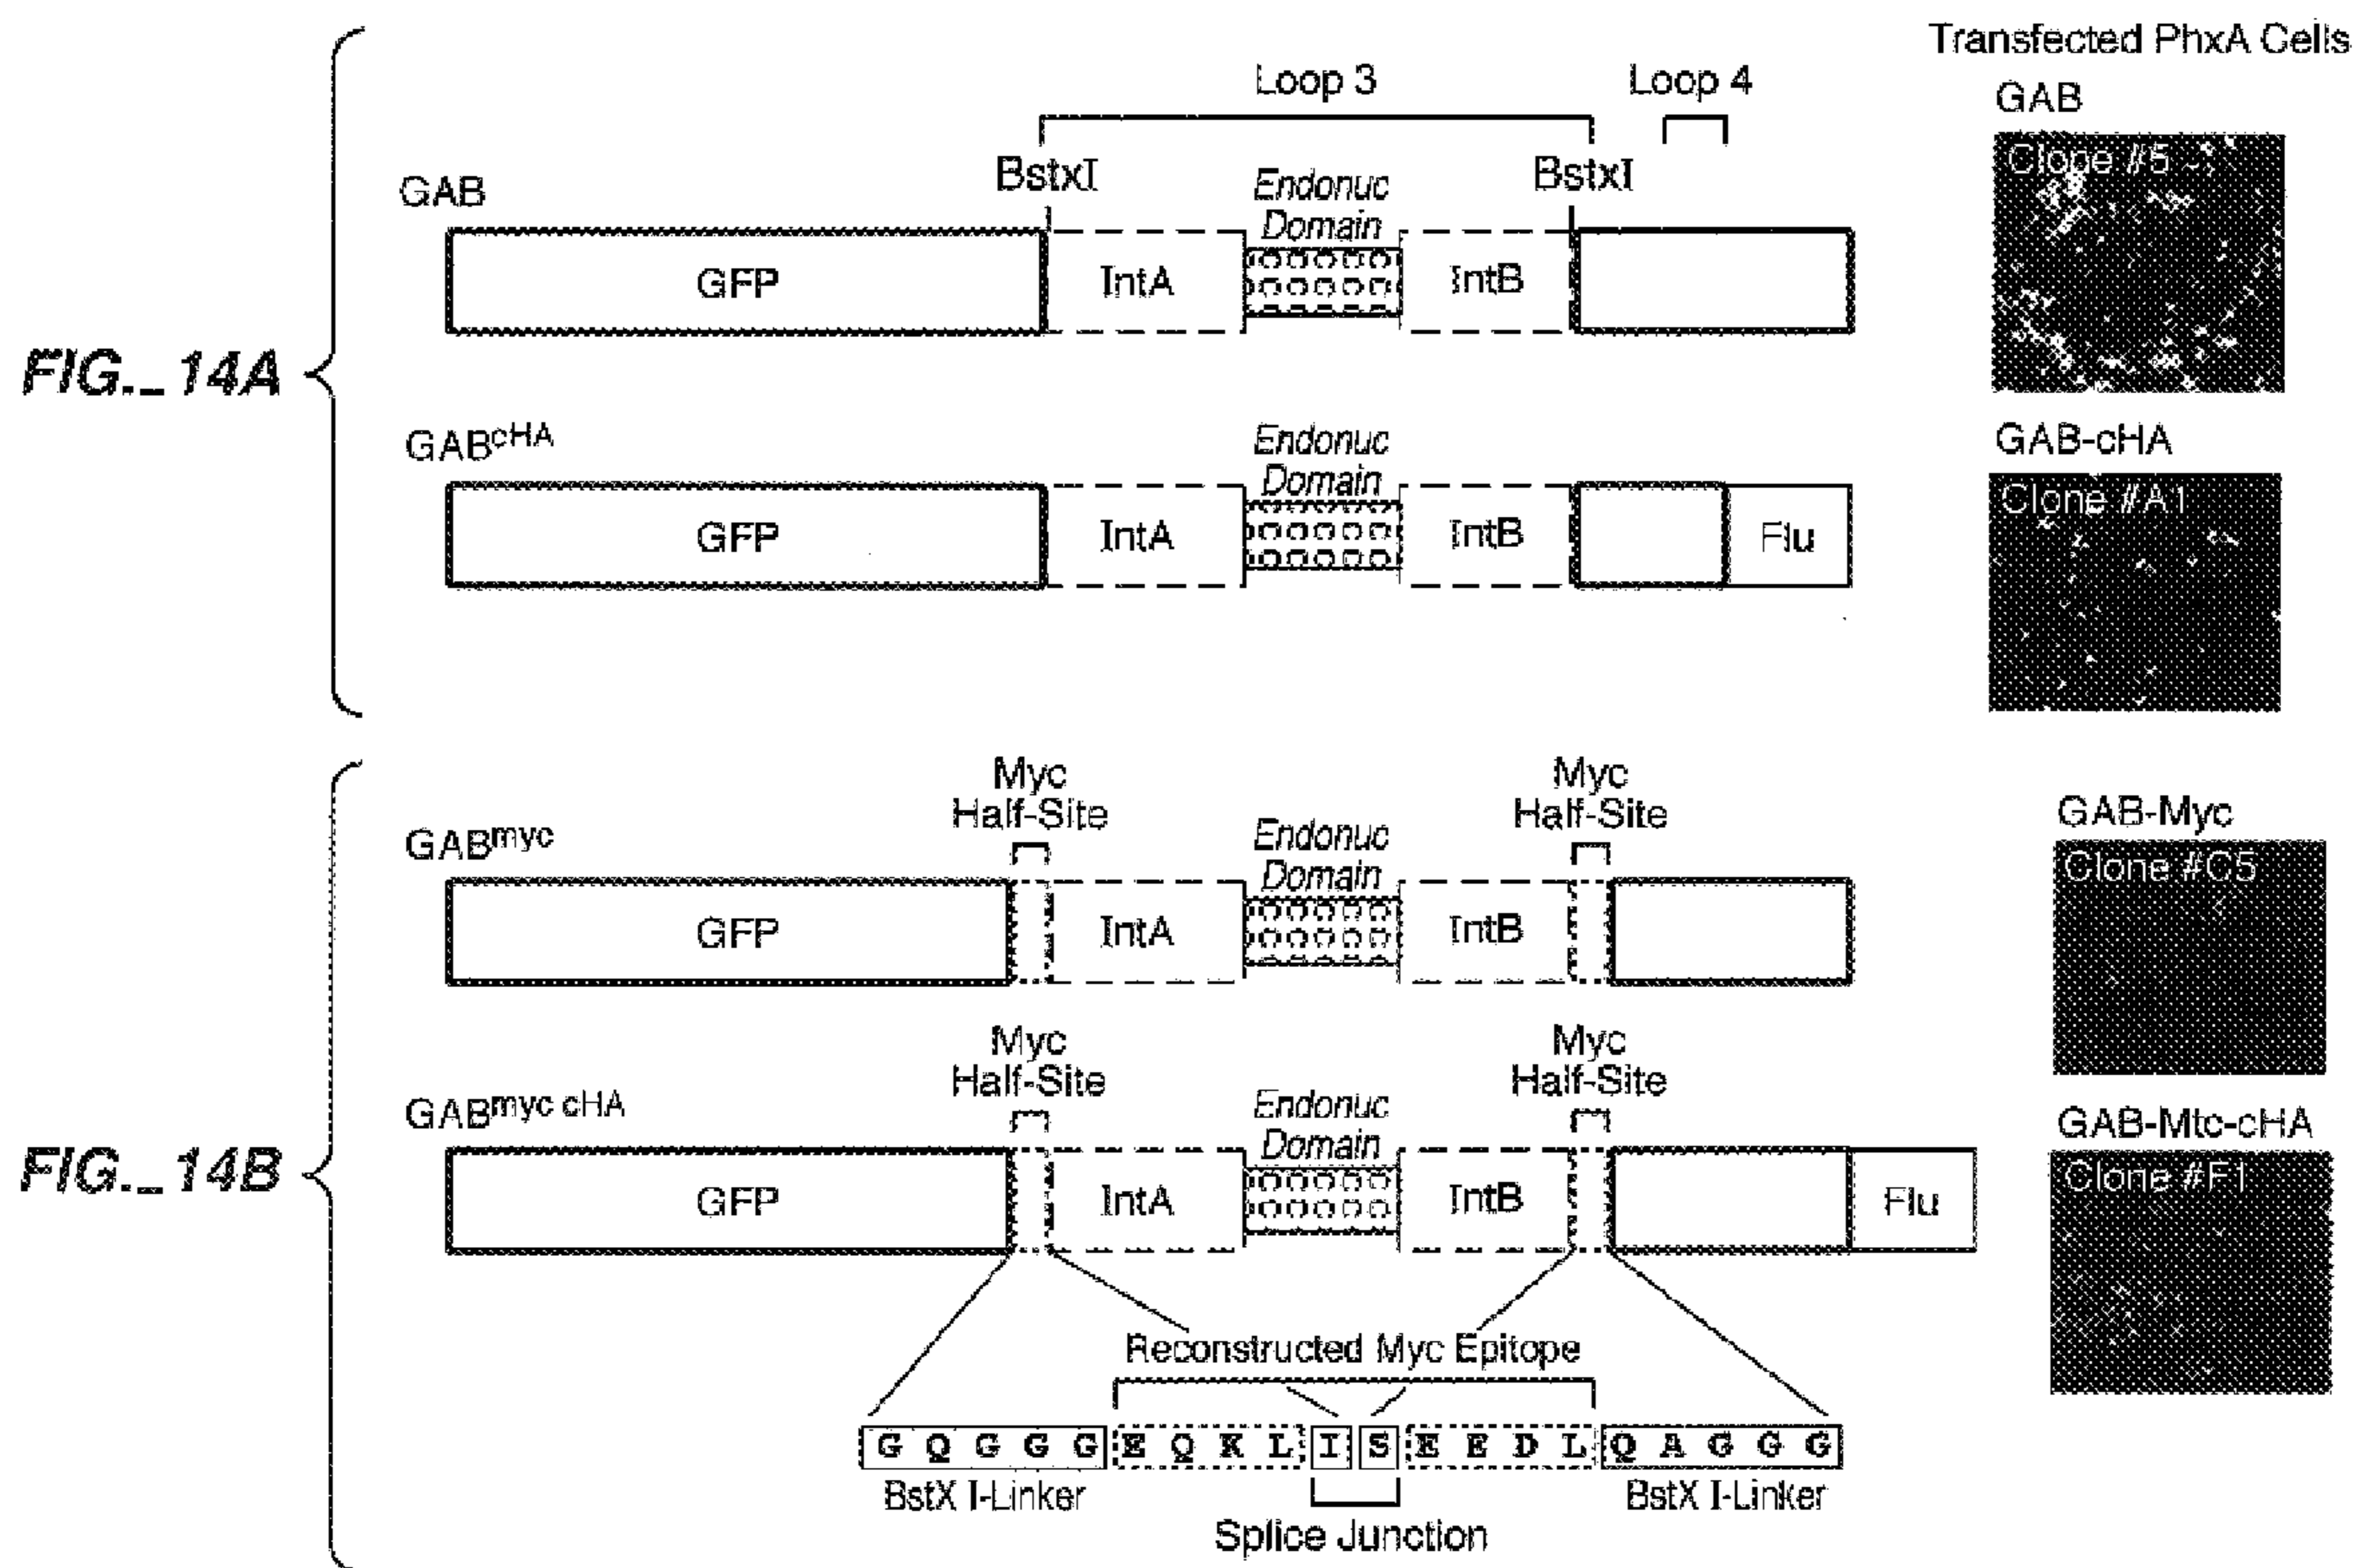 FIG._14A
Transfected PhxA Cells
Loop 3
Loop 4
GAB
BstxI
BstxI
Endonuc
Domain
GFP
IntA
IntB
GAB
Clone #5
GABcHA
Endonuc
Domain
GFP
IntA
IntB
Flu
GAB-cHA
Clone #A1
FIG._14B
Myc
Half-Site
Myc
Half-Site
GABmyc
Endonuc
Domain
GFP
IntA
IntB
GAB-Myc
Clone #C5
Myc
Half-Site
Myc
Half-Site
GABmyc cHA
Endonuc
Domain
GFP
IntA
IntB
Flu
GAB-Mtc-cHA
Clone #F1
Reconstructed Myc Epitope
G Q G G G E Q K L I S E E D L Q A G G G
BstX I-Linker
BstX I-Linker
Splice Junction